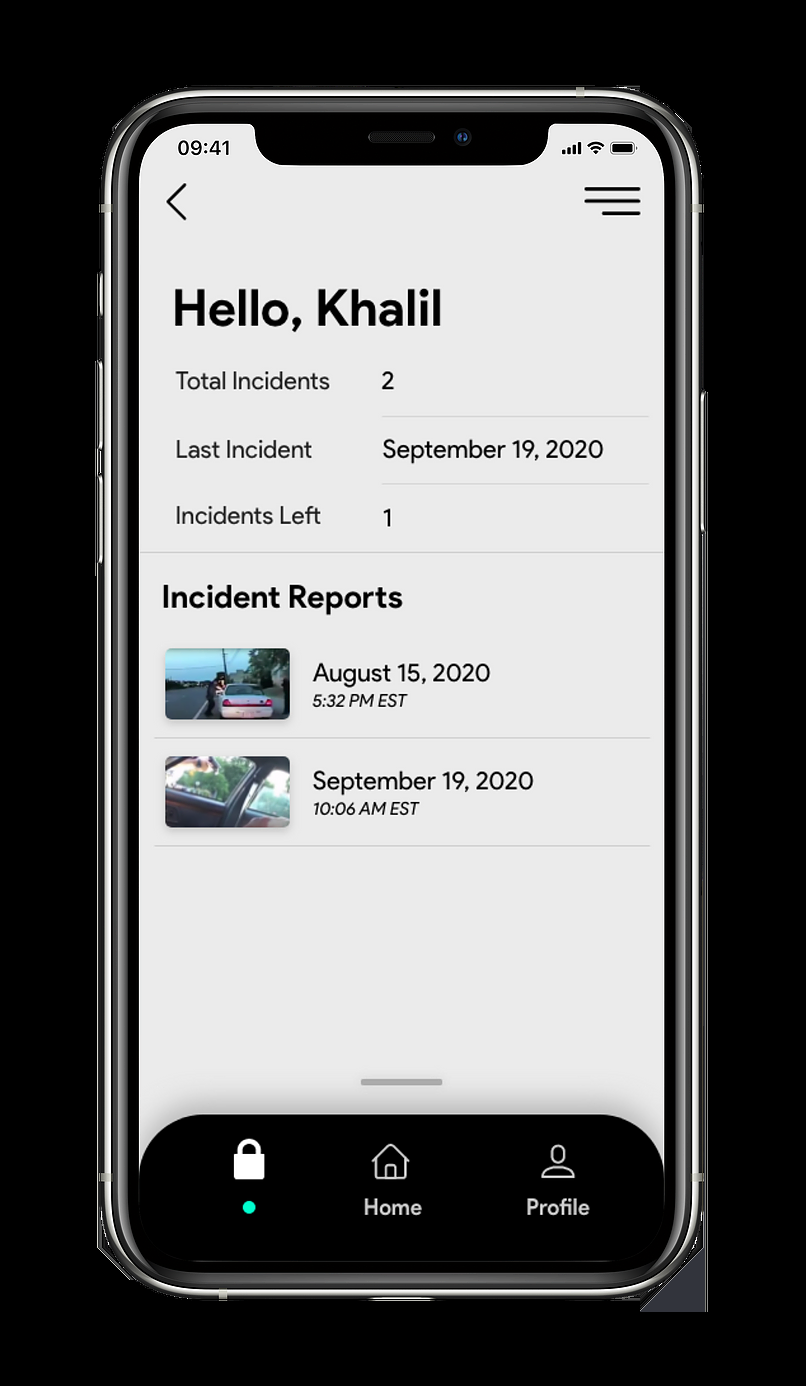 09:41
Hello, Khalil
Total Incidents 2
Last Incident September 19, 2020
Incidents Left 1
Incident Reports
August 15, 2020
5:32 PM EST
September 19, 2020
10:06 AM EST
Home Profile